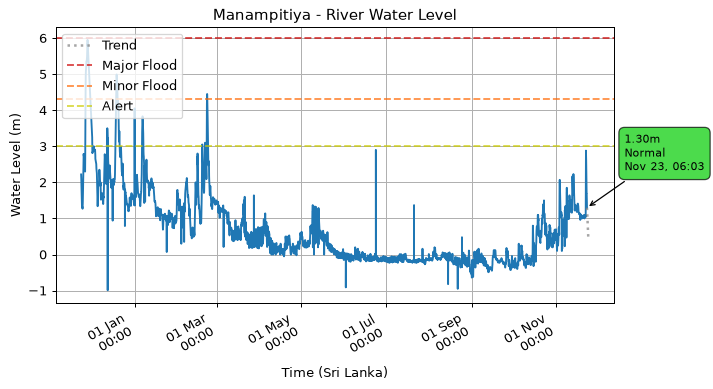 Manampitiya - River Water Level
Trend
Major Flood
Minor Flood
Alert
6
5
4
3
2
1
0
−1
Water Level (m)
1.30m
Normal
Nov 23, 06:03
01 Jan
00:00
01 Mar
00:00
01 May
00:00
01 Jul
00:00
01 Sep
00:00
01 Nov
00:00
Time (Sri Lanka)